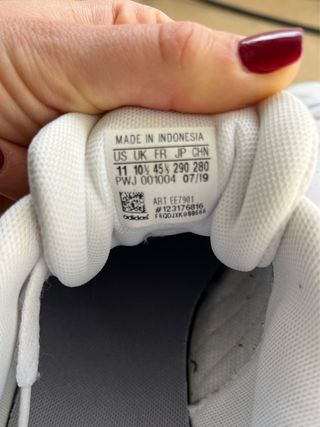 MADE IN INDONESIA
US UK FR JP CHN
11 10½ 45⅓ 290 280
PWJ 001004 07/19
ART EE7901
#123176816
adidas